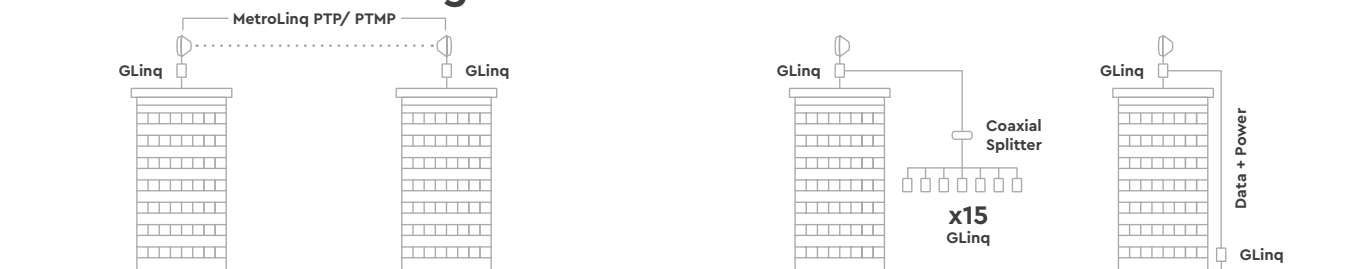 MetroLinq PTP/ PTMP
GLinq
GLinq
GLinq
Coaxial
Splitter
x15
GLinq
GLinq
Data + Power
GLinq